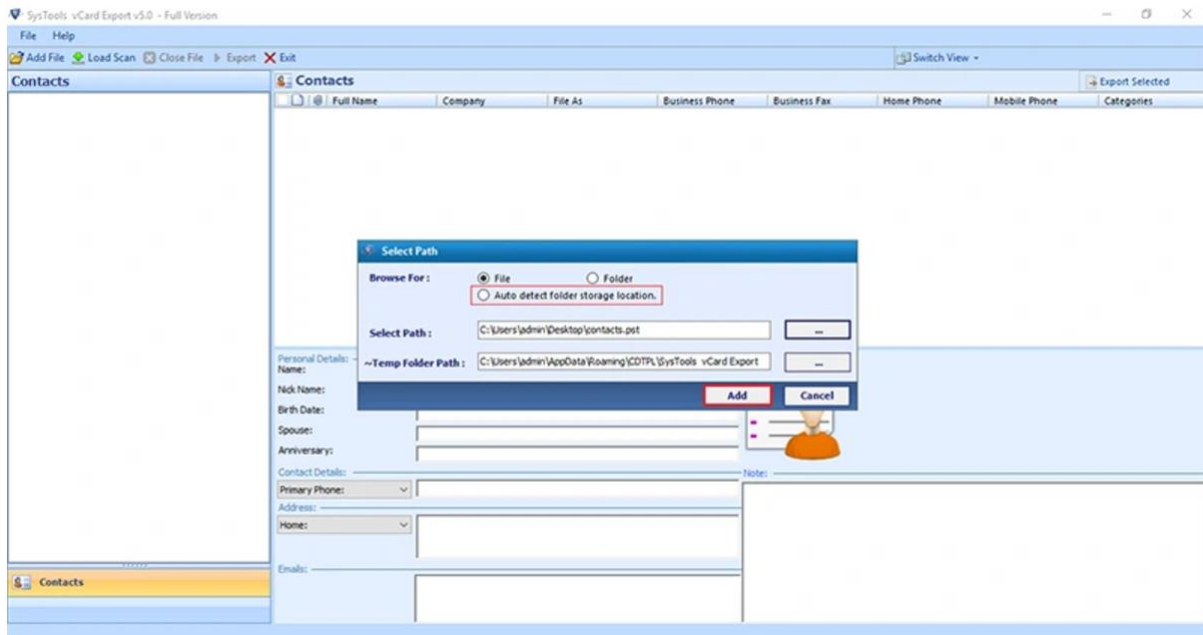 SysTools vCard Export v5.0 - Full Version
File Help
Add File Load Scan Close File Export Exit Switch View
Contacts
Contacts Export Selected
Full Name Company File As Business Phone Business Fax Home Phone Mobile Phone Categories
Select Path
Browse For : File Folder
Auto detect folder storage location.
Select Path : C:\Users\admin\Desktop\contacts.pst ...
~Temp Folder Path : C:\Users\admin\AppData\Roaming\CDTPL\SysTools vCard Export ...
Add Cancel
Personal Details:
Name:
Nick Name:
Birth Date:
Spouse:
Anniversary:
Contact Details:
Primary Phone:
Address:
Home:
Emails:
Note:
Contacts